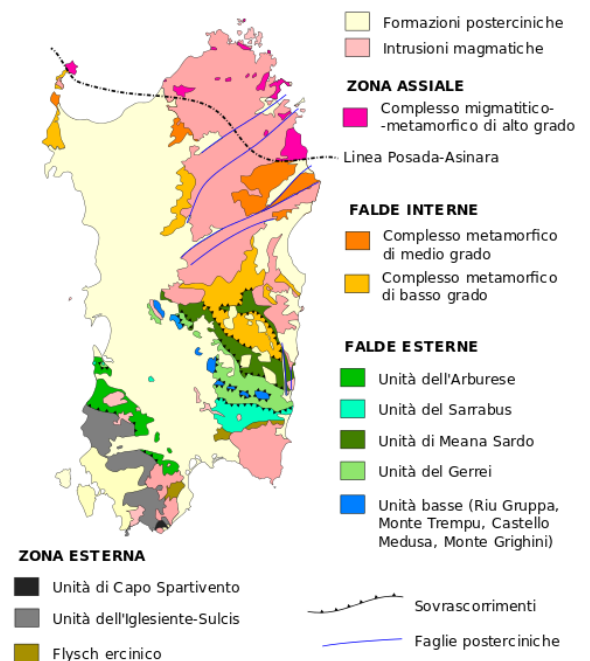 Formazioni posterciniche
Intrusioni magmatiche
ZONA ASSIALE
Complesso migmatitico-
-metamorfico di alto grado
Linea Posada-Asinara
FALDE INTERNE
Complesso metamorfico
di medio grado
Complesso metamorfico
di basso grado
FALDE ESTERNE
Unità dell'Arburese
Unità del Sarrabus
Unità di Meana Sardo
Unità del Gerrei
Unità basse (Riu Gruppa,
Monte Trempu, Castello
Medusa, Monte Grighini)
ZONA ESTERNA
Unità di Capo Spartivento
Unità dell'Iglesiente-Sulcis
Flysch ercinico
Sovrascorrimenti
Faglie posterciniche